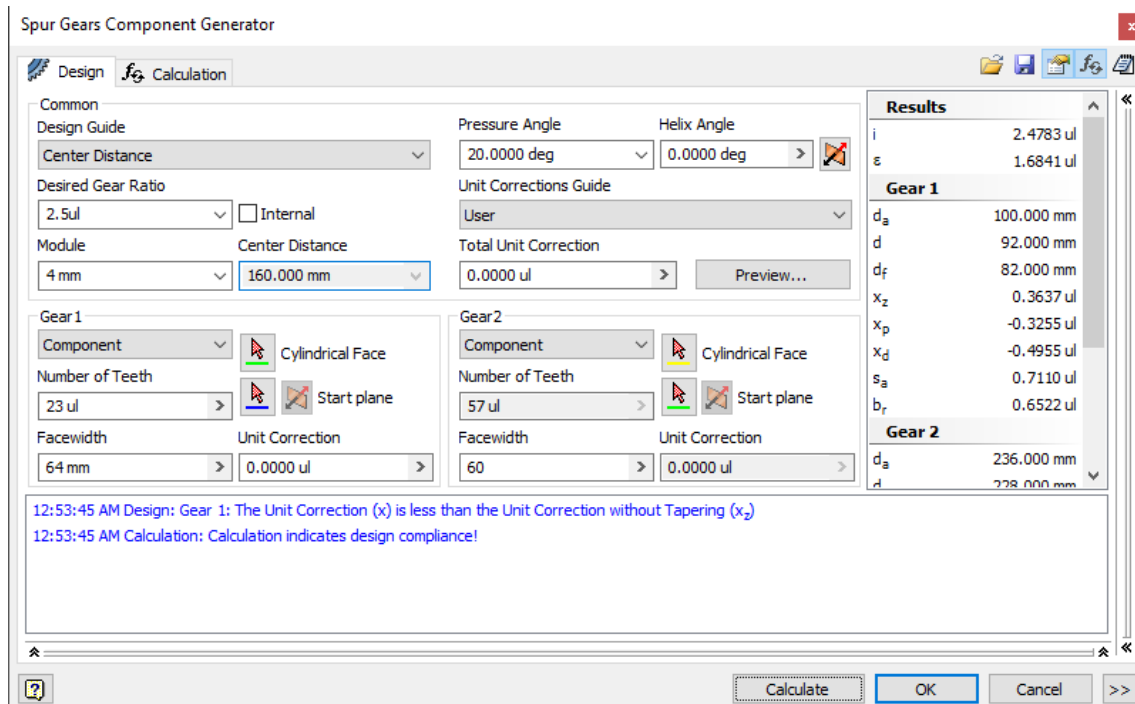 Spur Gears Component Generator
x
Design
fG Calculation
Common
Design Guide
Center Distance
Pressure Angle
Helix Angle
20.0000 deg
0.0000 deg
Desired Gear Ratio
2.5ul
Internal
Unit Corrections Guide
User
Module
Center Distance
Total Unit Correction
4 mm
160.000 mm
0.0000 ul
Preview...
Gear1
Component
Cylindrical Face
Number of Teeth
Start plane
23 ul
Facewidth
Unit Correction
64 mm
0.0000 ul
Gear2
Component
Cylindrical Face
Number of Teeth
Start plane
57 ul
Facewidth
Unit Correction
60
0.0000 ul
Results
i 2.4783 ul
ε 1.6841 ul
Gear 1
da 100.000 mm
d 92.000 mm
df 82.000 mm
xz 0.3637 ul
xp -0.3255 ul
xd -0.4955 ul
sa 0.7110 ul
br 0.6522 ul
Gear 2
da 236.000 mm
d 228.000 mm
12:53:45 AM Design: Gear 1: The Unit Correction (x) is less than the Unit Correction without Tapering (xz)
12:53:45 AM Calculation: Calculation indicates design compliance!
?
Calculate
OK
Cancel
>>